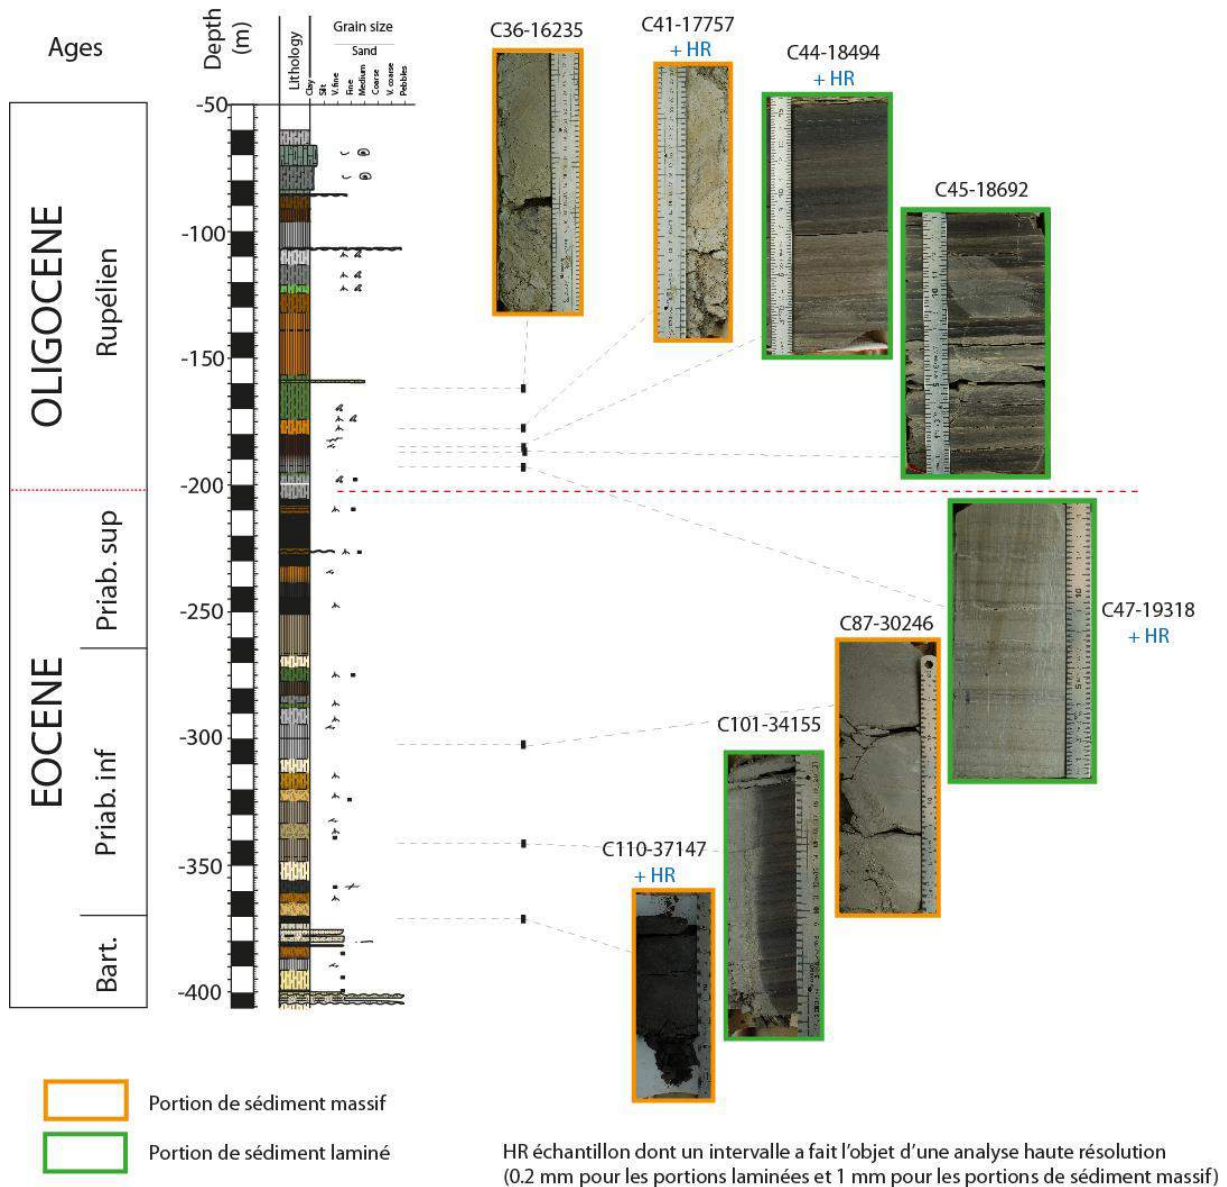 Ages
Depth
(m)
Lithology
Grain size
Sand
Clay
Silt
V. fine
Fine
Medium
Coarse
V. coarse
Pebbles
C36-16235
C41-17757
+ HR
C44-18494
+ HR
C45-18692
-50
-100
-150
-200
-250
-300
-350
-400
OLIGOCENE
Rupélien
EOCENE
Priab. sup
Priab. inf
Bart.
C47-19318
+ HR
C87-30246
C101-34155
C110-37147
+ HR
Portion de sédiment massif
Portion de sédiment laminé
HR échantillon dont un intervalle a fait l'objet d'une analyse haute résolution
(0.2 mm pour les portions laminées et 1 mm pour les portions de sédiment massif)